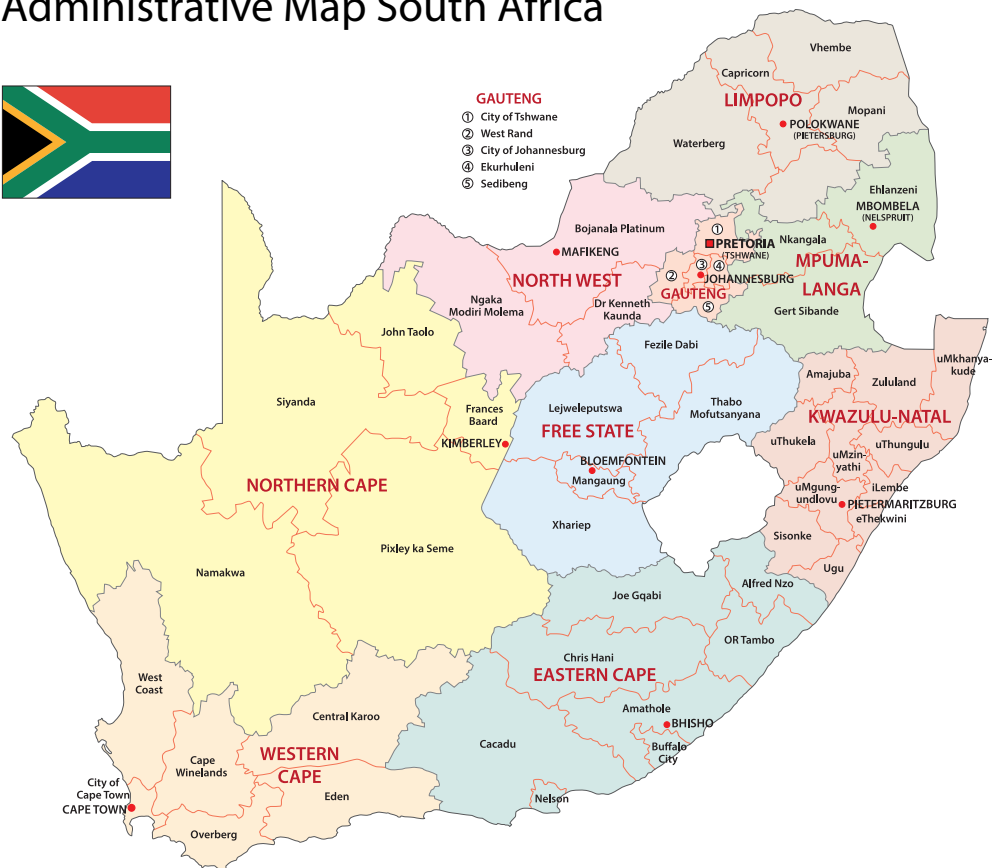 Administrative Map South Africa
GAUTENG
① City of Tshwane
② West Rand
③ City of Johannesburg
④ Ekurhuleni
⑤ Sedibeng
Vhembe
Capricorn
LIMPOPO
Mopani
POLOKWANE
(PIETERSBURG)
Waterberg
Ehlanzeni
MBOMBELA
(NELSPRUIT)
Bojanala Platinum
①
Nkangala
PRETORIA
(TSHWANE)
MAFIKENG
MPUMA-
LANGA
NORTH WEST
②
③
④
JOHANNESBURG
GAUTENG
⑤
Gert Sibande
Ngaka
Modiri Molema
Dr Kenneth
Kaunda
John Taolo
Fezile Dabi
uMkhanya-
kude
Amajuba
Zululand
Siyanda
Frances
Baard
Lejweleputswa
Thabo
Mofutsanyana
KWAZULU-NATAL
FREE STATE
KIMBERLEY
uThukela
uThungulu
uMzin-
yathi
BLOEMFONTEIN
Mangaung
NORTHERN CAPE
uMgung-
undlovu
iLembe
PIETERMARITZBURG
eThekwini
Xhariep
Sisonke
Pixley ka Seme
Ugu
Namakwa
Alfred Nzo
Joe Gqabi
OR Tambo
Chris Hani
EASTERN CAPE
West
Coast
Amathole
Central Karoo
BHISHO
Cacadu
Buffalo
City
WESTERN
CAPE
Cape
Winelands
City of
Cape Town
CAPE TOWN
Eden
Nelson
Overberg